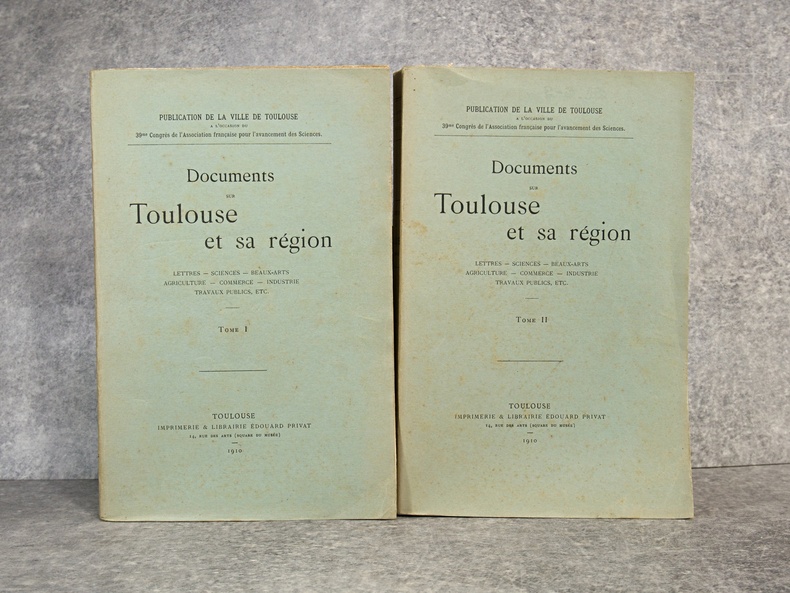 PUBLICATION DE LA VILLE DE TOULOUSE
A L'OCCASION DU
39me Congrès de l'Association française pour l'avancement des Sciences.
Documents
SUR
Toulouse
et sa région
LETTRES — SCIENCES — BEAUX-ARTS
AGRICULTURE — COMMERCE — INDUSTRIE
TRAVAUX PUBLICS, ETC.
TOME I
TOULOUSE
IMPRIMERIE & LIBRAIRIE ÉDOUARD PRIVAT
14, RUE DES ARTS (SQUARE DU MUSÉE)
1910
PUBLICATION DE LA VILLE DE TOULOUSE
A L'OCCASION DU
39me Congrès de l'Association française pour l'avancement des Sciences.
Documents
SUR
Toulouse
et sa région
LETTRES — SCIENCES — BEAUX-ARTS
AGRICULTURE — COMMERCE — INDUSTRIE
TRAVAUX PUBLICS, ETC.
TOME II
TOULOUSE
IMPRIMERIE & LIBRAIRIE ÉDOUARD PRIVAT
14, RUE DES ARTS (SQUARE DU MUSÉE)
1910